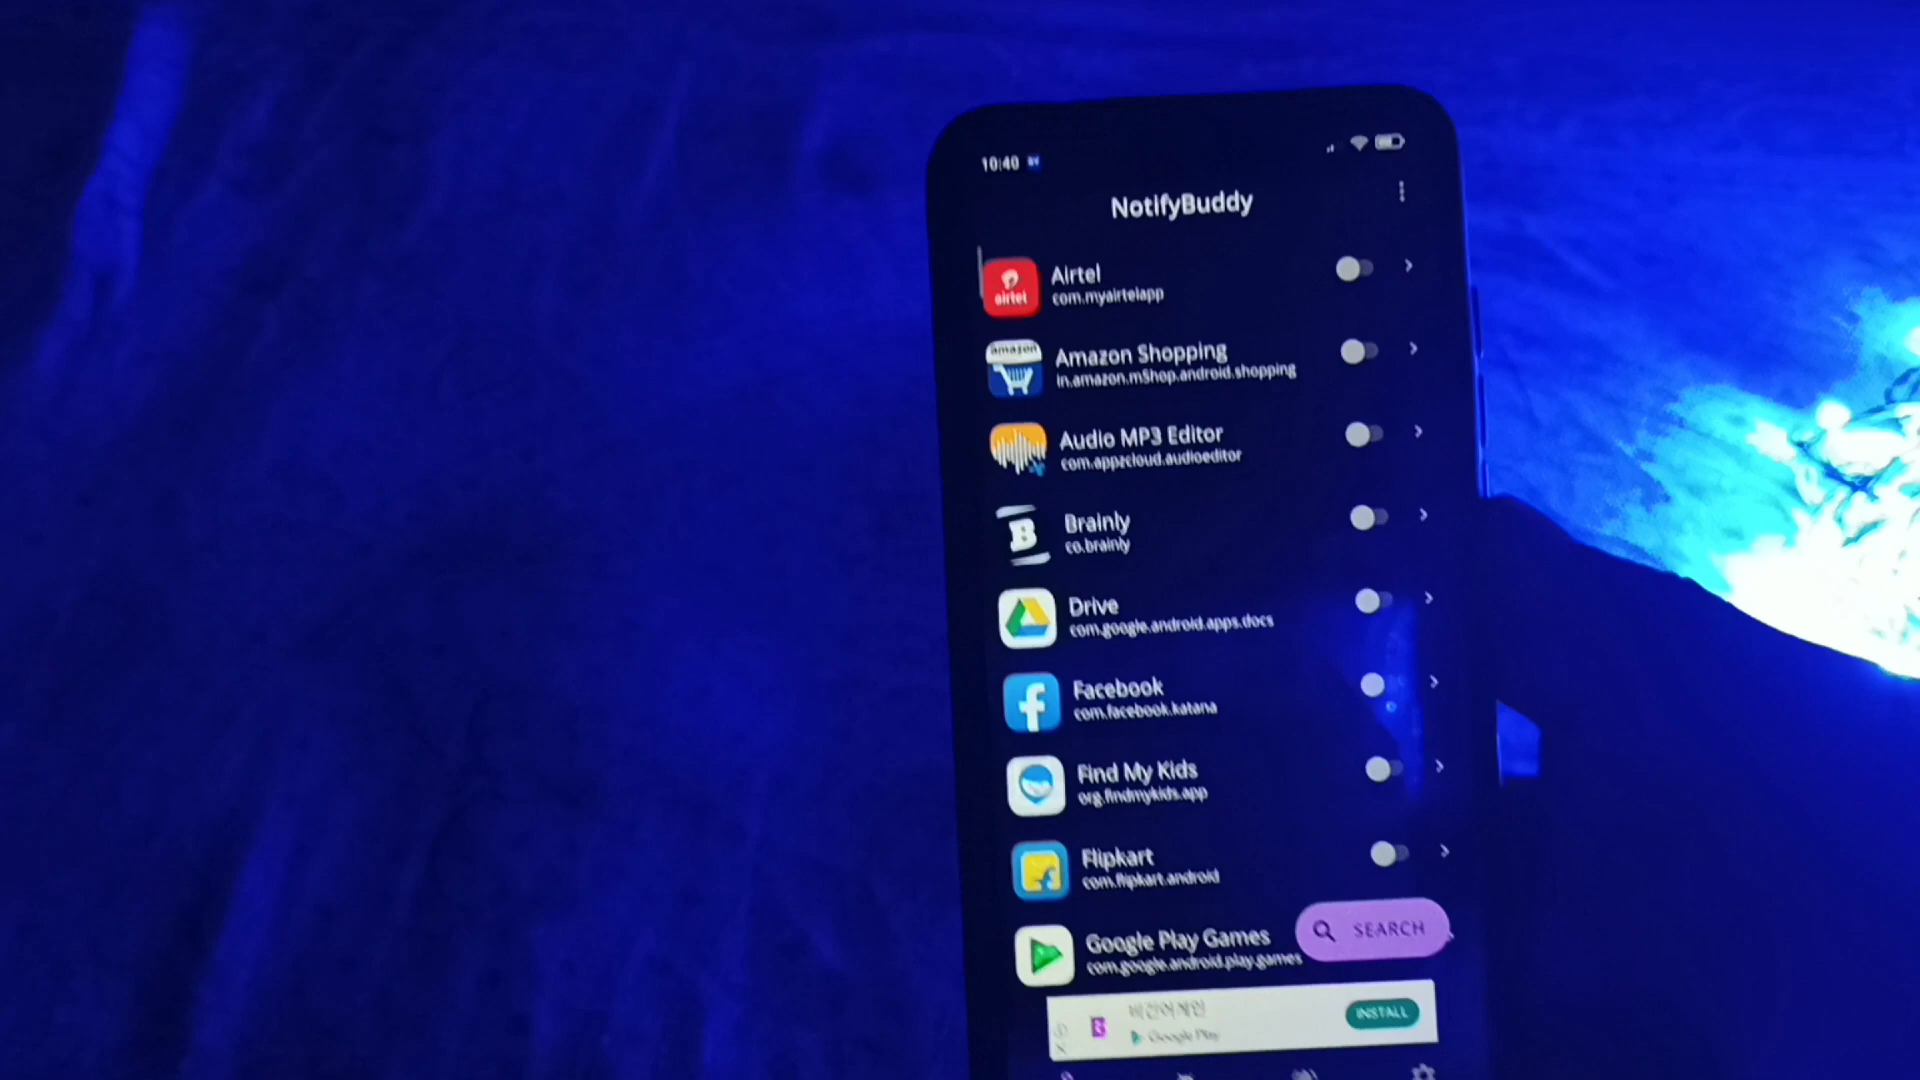 10:40
NotifyBuddy
airtel
Airtel
com.myairtelapp
amazon
Amazon Shopping
in.amazon.mShop.android.shopping
Audio MP3 Editor
com.appzcloud.audioeditor
B
Brainly
co.brainly
Drive
com.google.android.apps.docs
f
Facebook
com.facebook.katana
Find My Kids
org.findmykids.app
f
Flipkart
com.flipkart.android
Google Play Games
com.google.android.play.games
SEARCH
INSTALL
Google Play